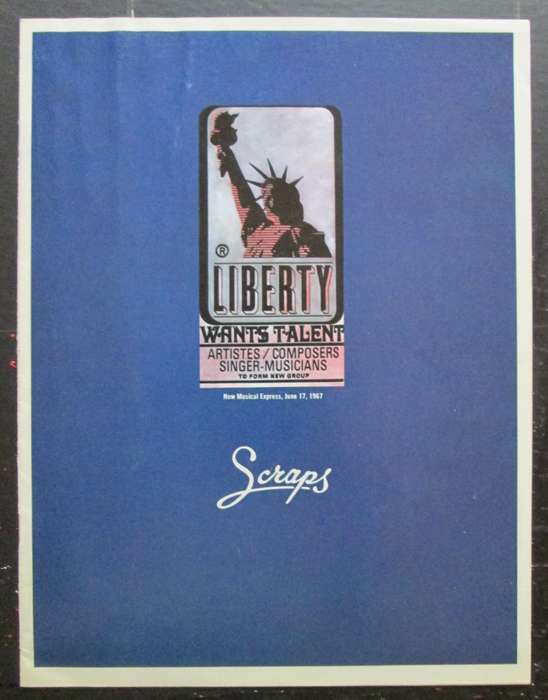 ®
LIBERTY
WANTS TALENT
ARTISTES / COMPOSERS
SINGER-MUSICIANS
TO FORM NEW GROUP
New Musical Express, June 17, 1967
Scraps